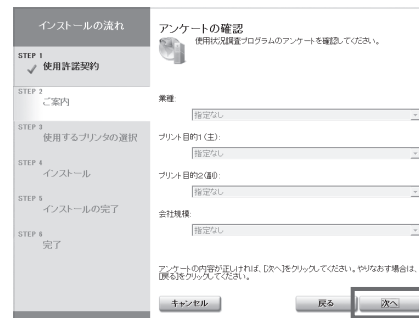 インストールの流れ
STEP 1
使用許諾契約
STEP 2
ご案内
STEP 3
使用するプリンタの選択
STEP 4
インストール
STEP 5
インストールの完了
STEP 6
完了
アンケートの確認
使用状況調査プログラムのアンケートを確認してください。
業種:
指定なし
プリント目的1(主):
指定なし
プリント目的2(副):
指定なし
会社規模:
指定なし
アンケートの内容が正しければ、[次へ]をクリックしてください。やりなおす場合は、
[戻る]をクリックしてください。
キャンセル
戻る
次へ